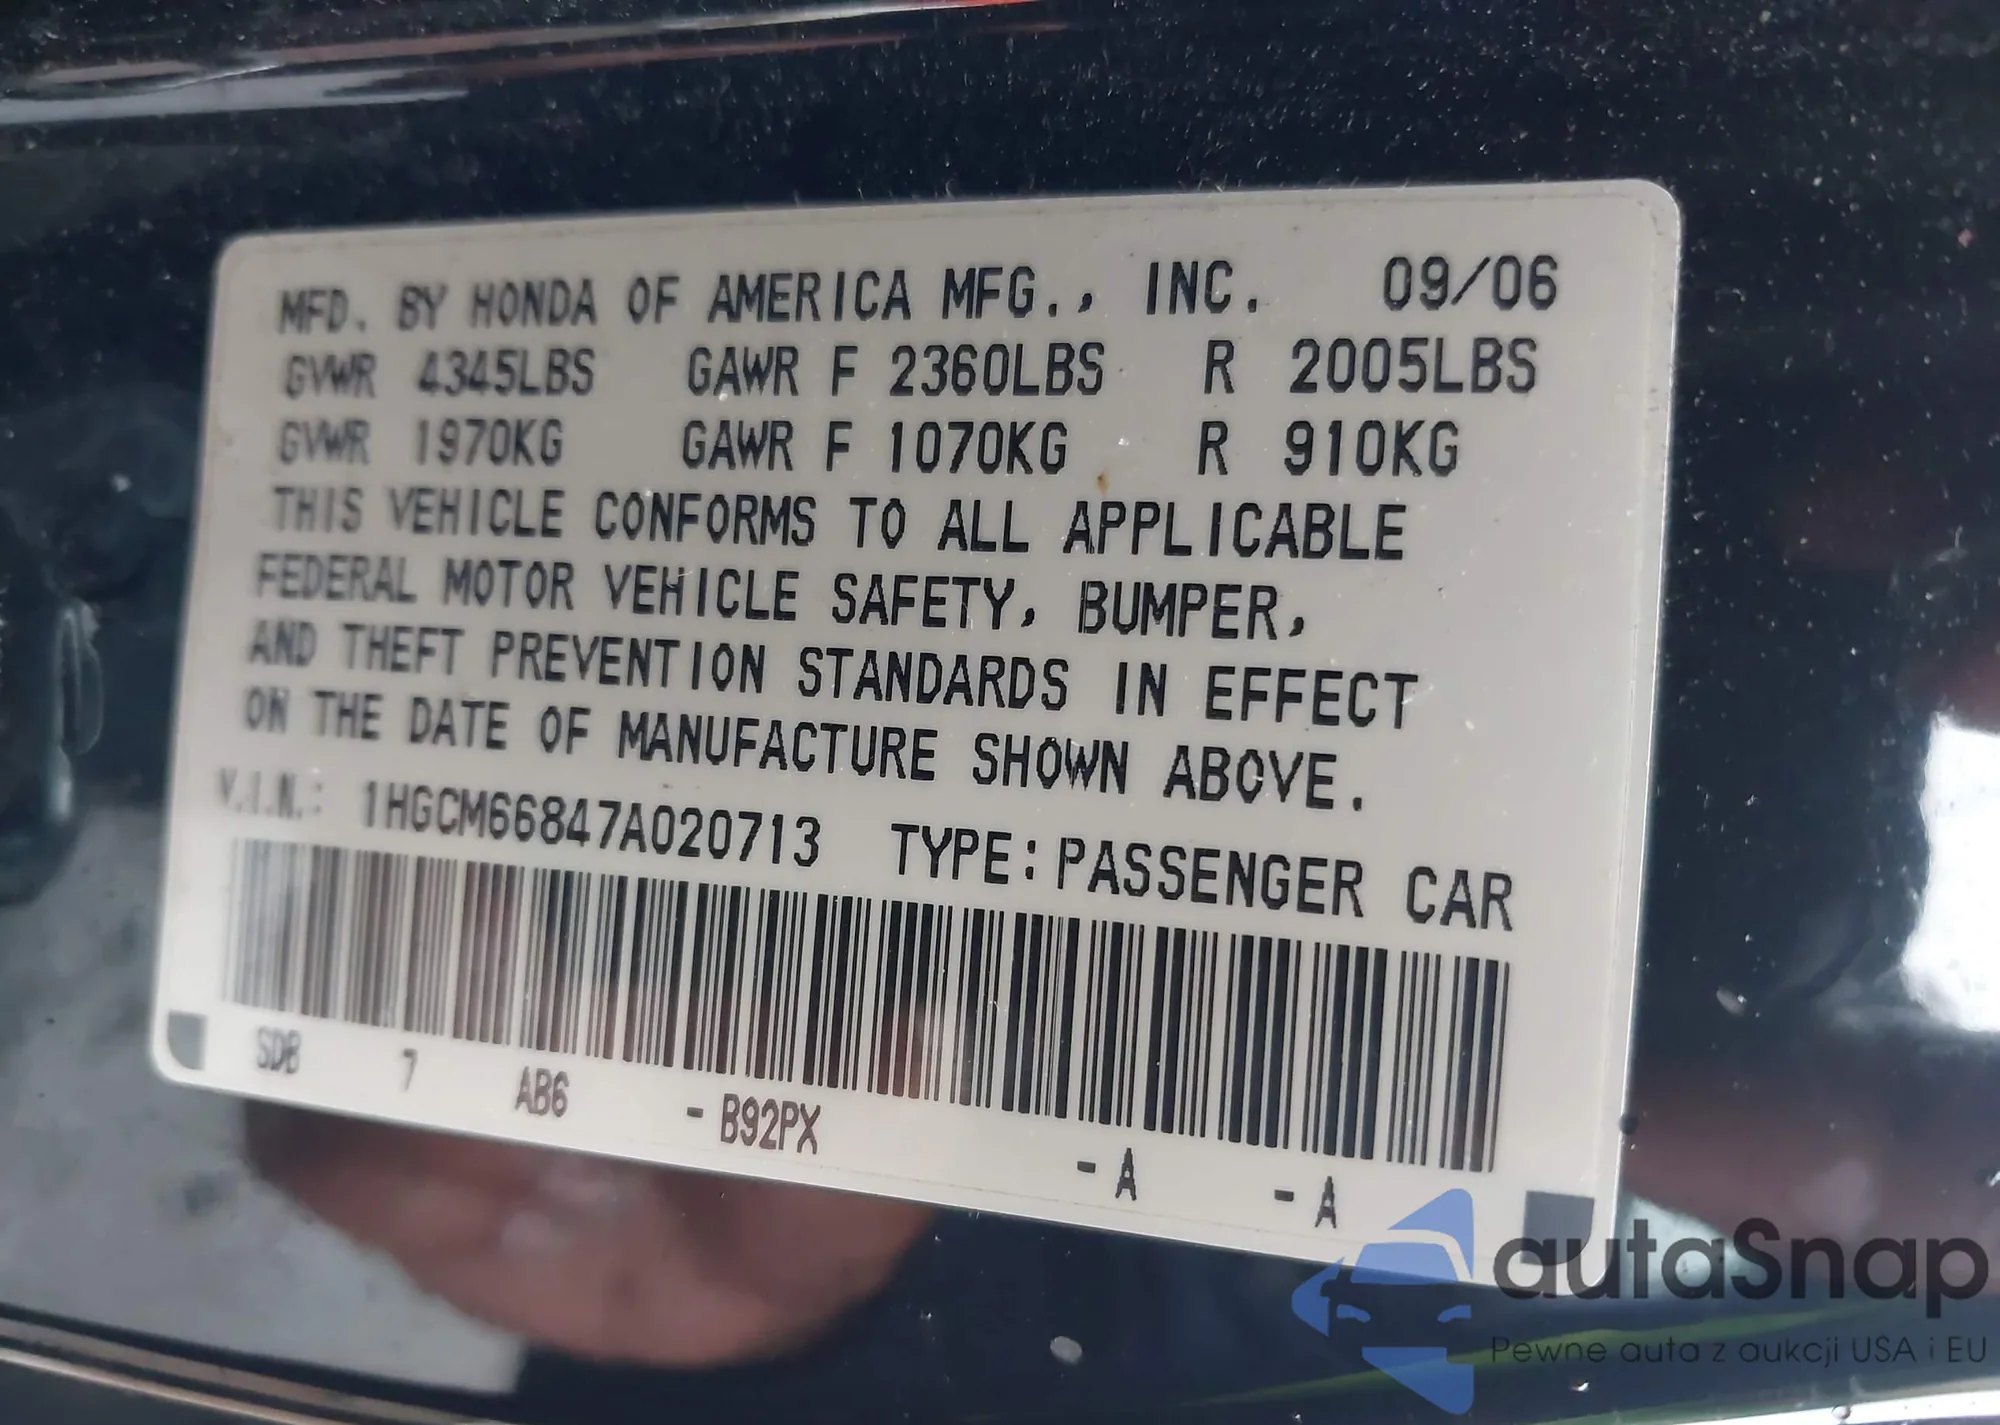 MFD. BY HONDA OF AMERICA MFG., INC. 09/06
GVWR 4345LBS GAWR F 2360LBS R 2005LBS
GVWR 1970KG GAWR F 1070KG R 910KG
THIS VEHICLE CONFORMS TO ALL APPLICABLE
FEDERAL MOTOR VEHICLE SAFETY, BUMPER,
AND THEFT PREVENTION STANDARDS IN EFFECT
ON THE DATE OF MANUFACTURE SHOWN ABOVE.
V.I.N.: 1HGCM66847A020713 TYPE: PASSENGER CAR
SDB 7 AB6 - B92PX - A - A
autaSnap
Pewne auta z aukcji USA i EU